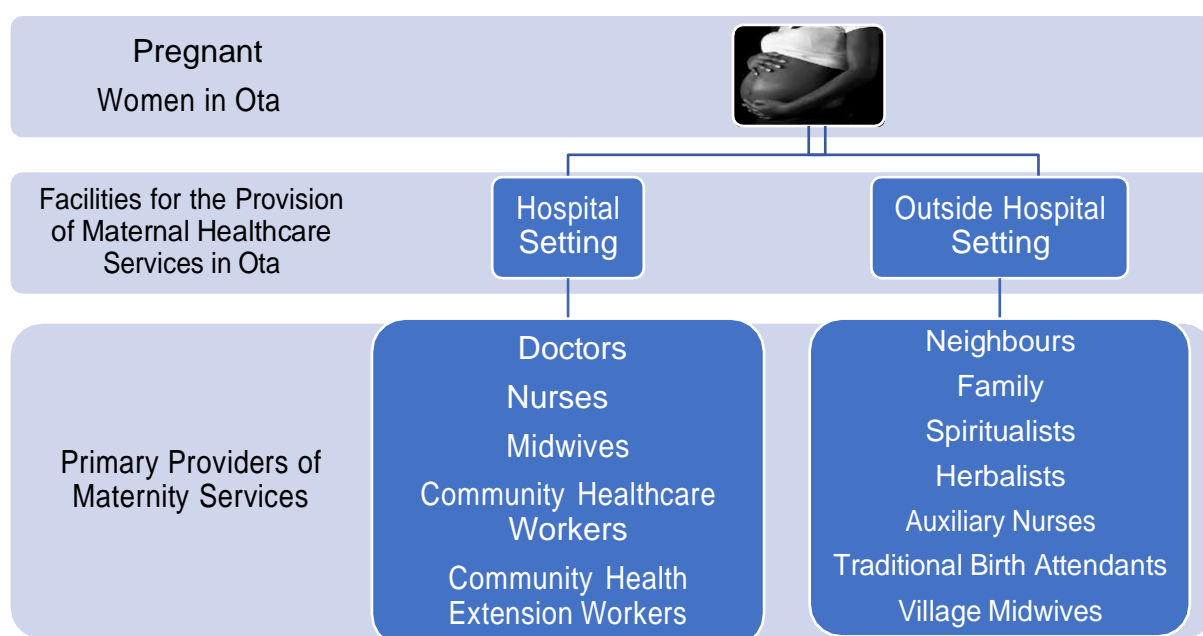 Pregnant
Women in Ota
Facilities for the Provision
of Maternal Healthcare
Services in Ota
Hospital
Setting
Outside Hospital
Setting
Primary Providers of
Maternity Services
Doctors
Nurses
Midwives
Community Healthcare
Workers
Community Health
Extension Workers
Neighbours
Family
Spiritualists
Herbalists
Auxiliary Nurses
Traditional Birth Attendants
Village Midwives